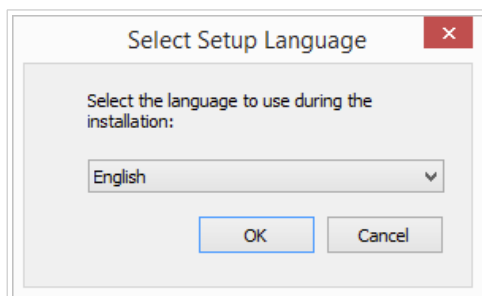 Select Setup Language
Select the language to use during the
installation:
English
OK
Cancel